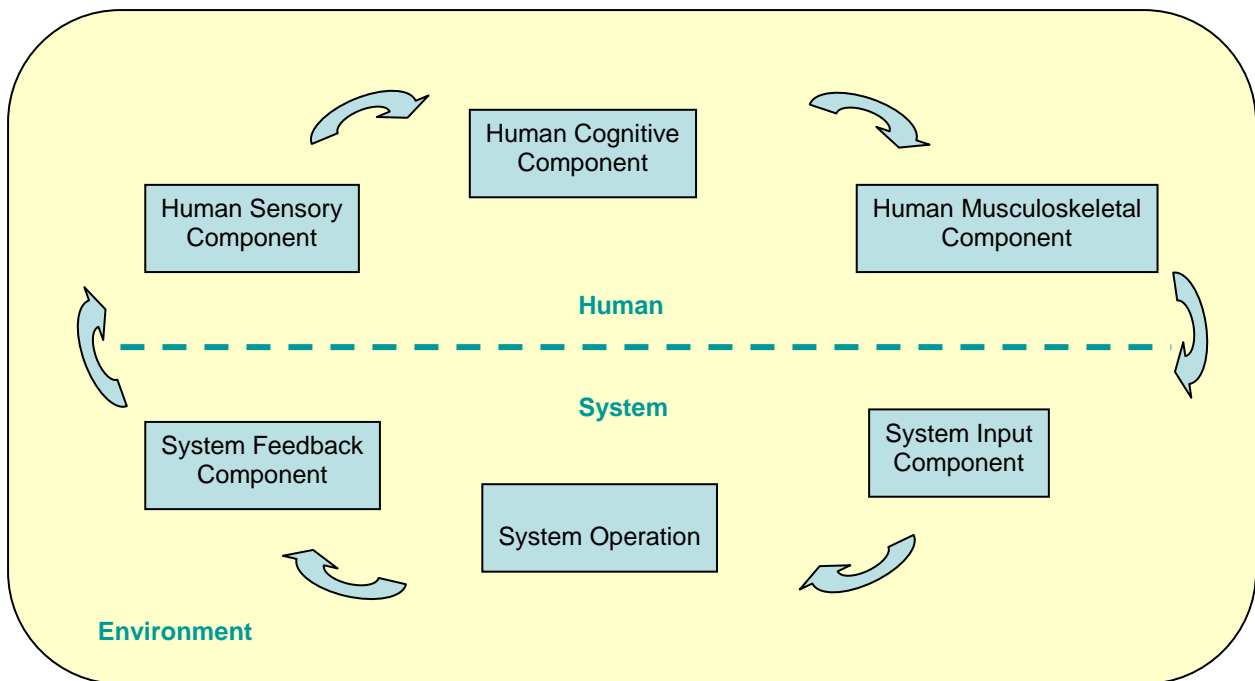 Human Cognitive
Component
Human Sensory
Component
Human Musculoskeletal
Component
Human
System
System Feedback
Component
System Input
Component
System Operation
Environment